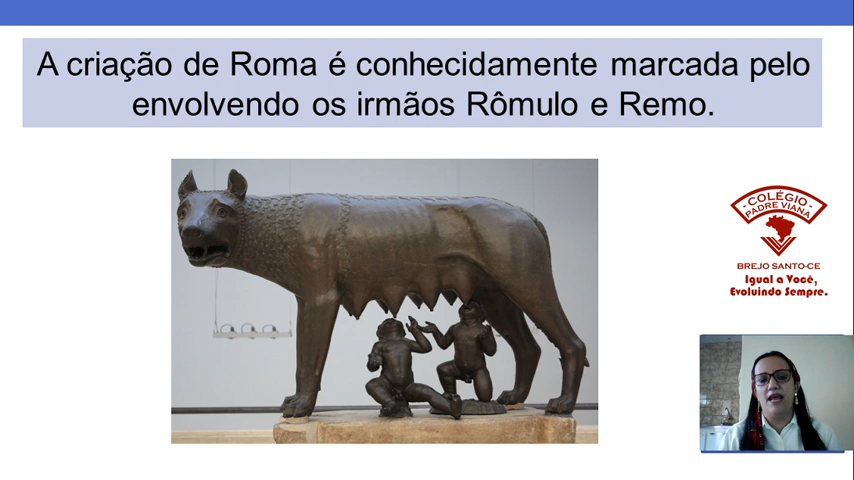 A criação de Roma é conhecidamente marcada pelo
envolvendo os irmãos Rômulo e Remo.
- COLÉGIO -
PADRE VIANA
BREJO SANTO-CE
Igual a Você,
Evoluindo Sempre.